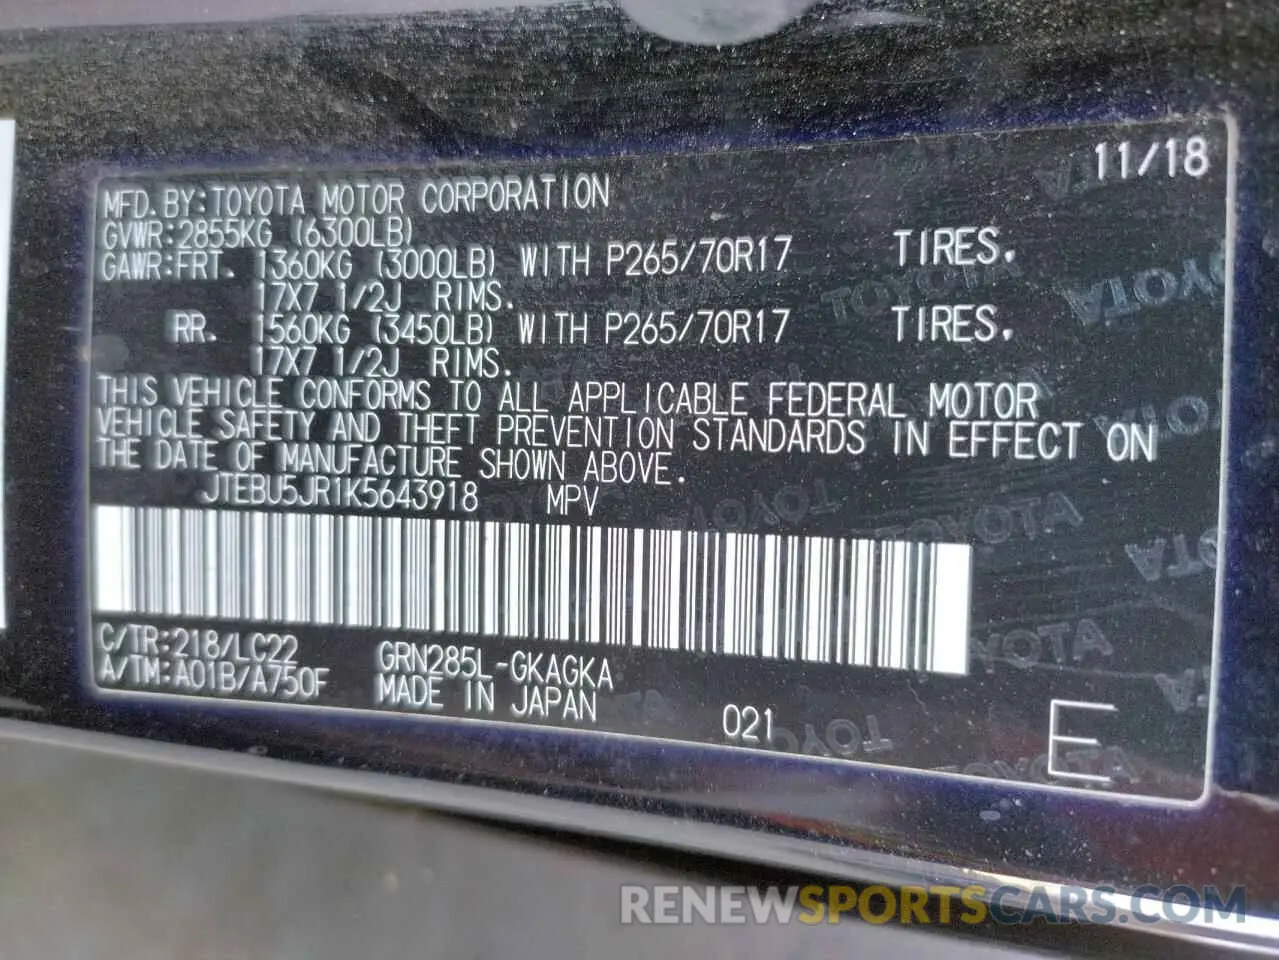 11/18
MFD. BY: TOYOTA MOTOR CORPORATION
GVWR: 2855KG (6300LB)
GAWR: FRT. 1360KG (3000LB) WITH P265/70R17 TIRES.
17X7 1/2J RIMS.
RR. 1560KG (3450LB) WITH P265/70R17 TIRES.
17X7 1/2J RIMS.
THIS VEHICLE CONFORMS TO ALL APPLICABLE FEDERAL MOTOR
VEHICLE SAFETY AND THEFT PREVENTION STANDARDS IN EFFECT ON
THE DATE OF MANUFACTURE SHOWN ABOVE.
JTEBU5JR1K5643918 MPV
C/TR: 218/LC22 GRN285L-GKAGKA
A/TM: A01B/A750F MADE IN JAPAN
021
E
RENEWSPORTSCARS.COM